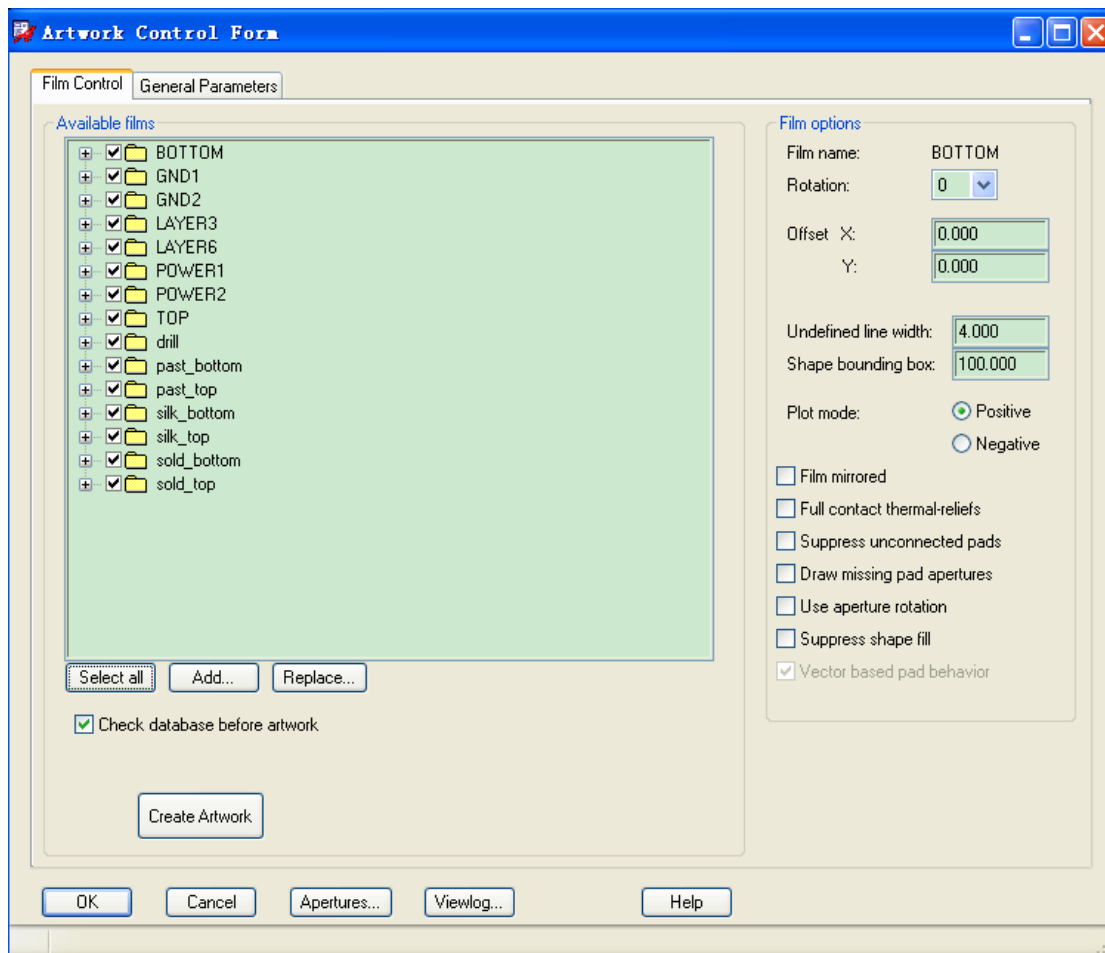 Artwork Control Form
Film Control General Parameters
Available films
BOTTOM
GND1
GND2
LAYER3
LAYER6
POWER1
POWER2
TOP
drill
past_bottom
past_top
silk_bottom
silk_top
sold_bottom
sold_top
Select all Add... Replace...
Check database before artwork
Create Artwork
Film options
Film name: BOTTOM
Rotation: 0
Offset X: 0.000
Y: 0.000
Undefined line width: 4.000
Shape bounding box: 100.000
Plot mode: Positive
Negative
Film mirrored
Full contact thermal-reliefs
Suppress unconnected pads
Draw missing pad apertures
Use aperture rotation
Suppress shape fill
Vector based pad behavior
OK Cancel Apertures... Viewlog... Help